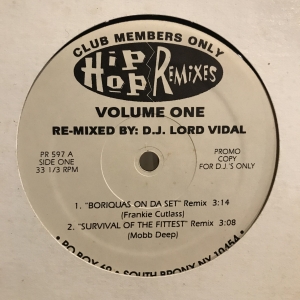 CLUB MEMBERS ONLY
Hip Hop REMiXES
VOLUME ONE
RE-MIXED BY: D.J. LORD VIDAL
PR 597 A
SIDE ONE
33 1/3 RPM
PROMO
COPY
FOR D.J.'S ONLY
1. "BORIQUAS ON DA SET" Remix 3:14
(Frankie Cutlass)
2. "SURVIVAL OF THE FITTEST" Remix 3:08
(Mobb Deep)
• PO BOX 69 • SOUTH BRONX NY 10454 •